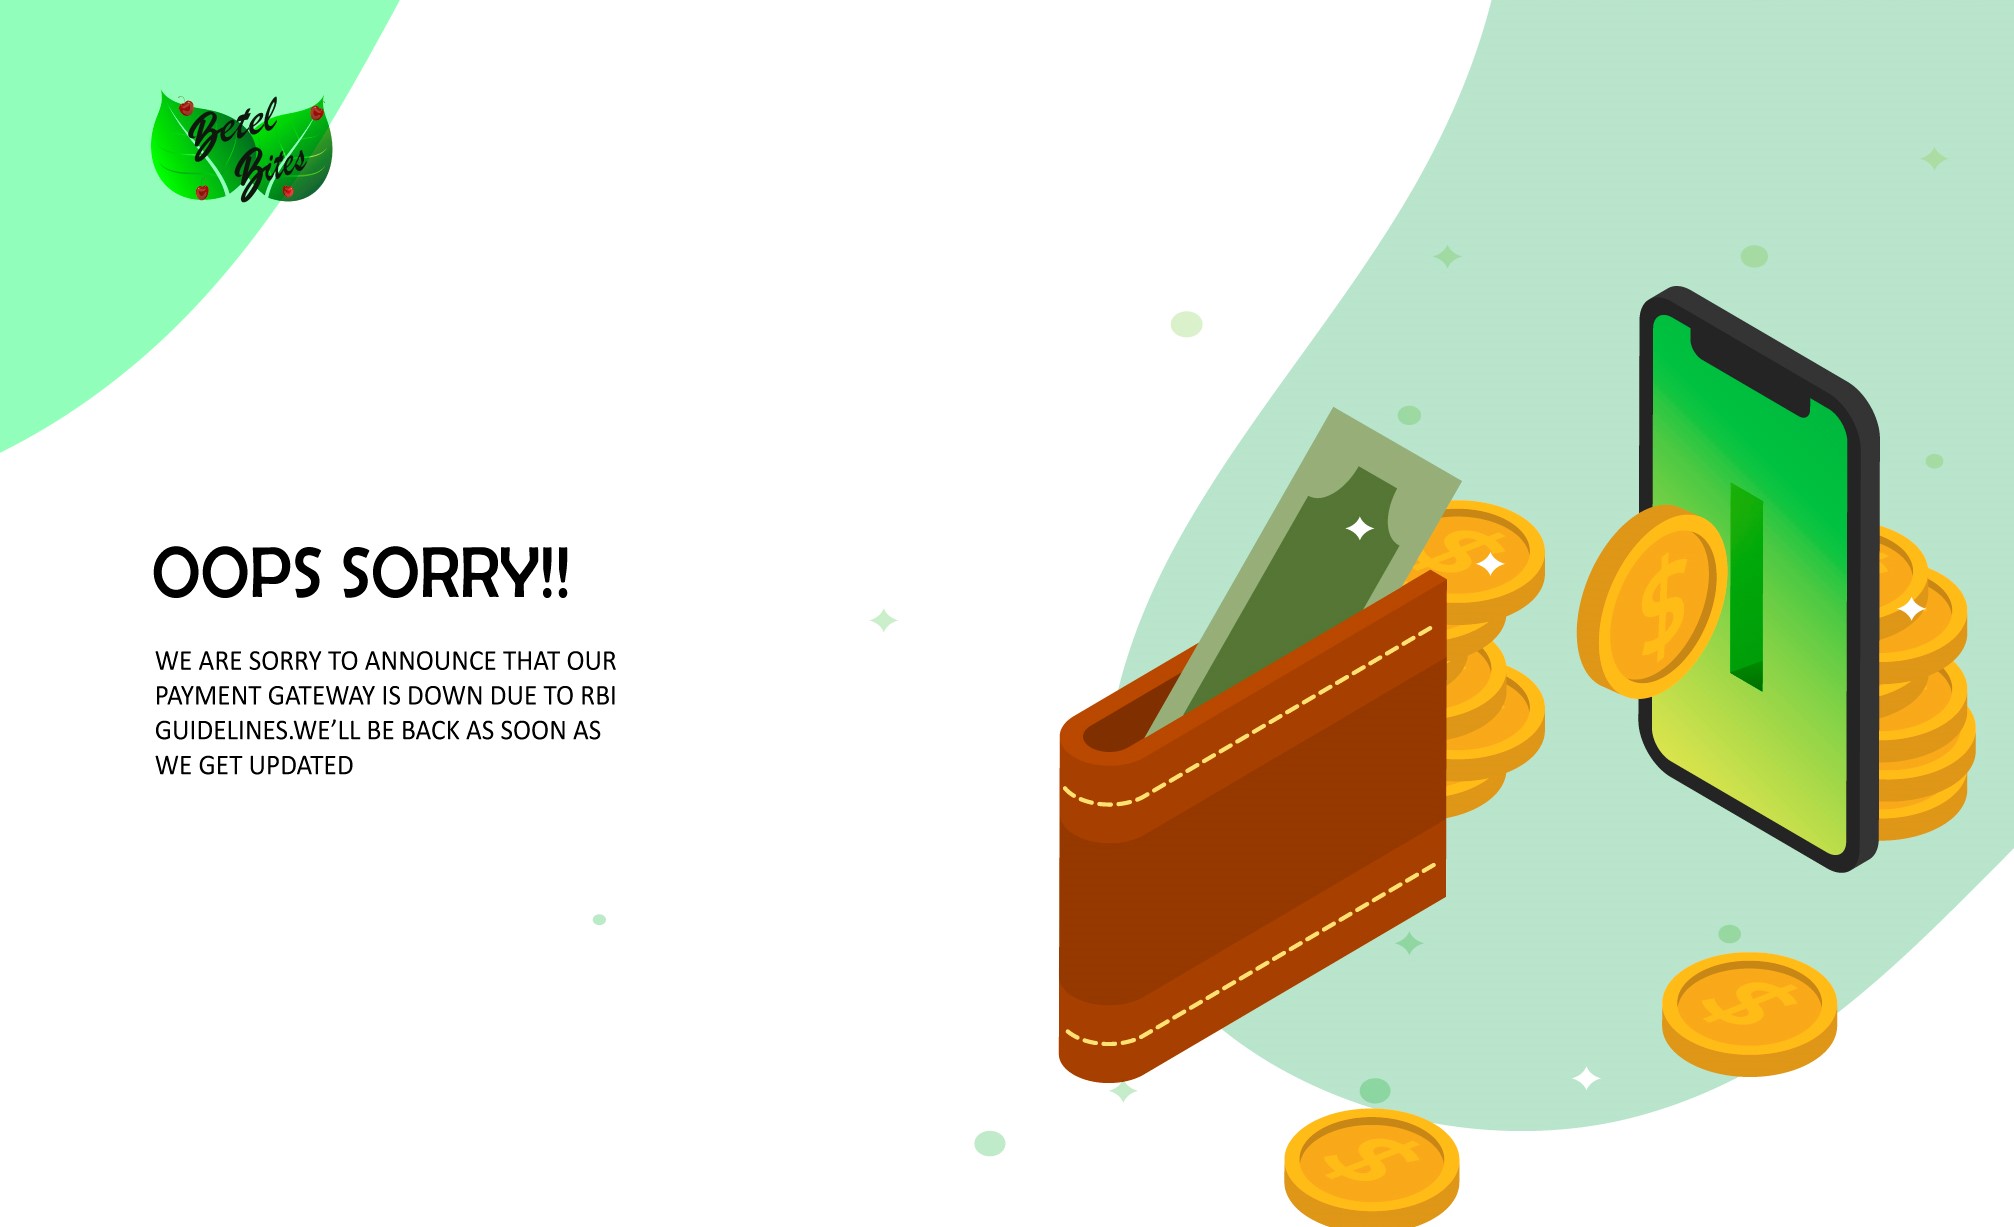 Betel
Bites
OOPS SORRY!!
WE ARE SORRY TO ANNOUNCE THAT OUR
PAYMENT GATEWAY IS DOWN DUE TO RBI
GUIDELINES.WE’LL BE BACK AS SOON AS
WE GET UPDATED